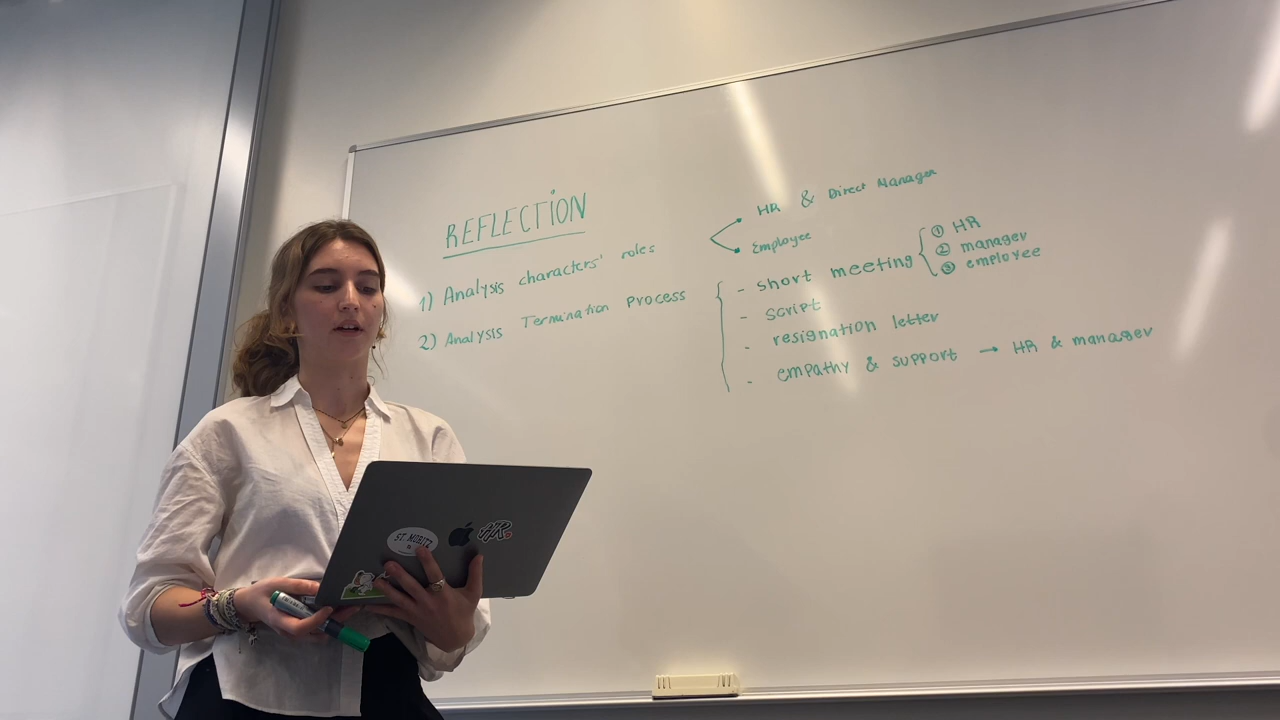 REFLECTION
1) Analysis characters' roles
HR & Direct Manager
Employee
2) Analysis Termination Process
- short meeting
① HR
② manager
③ employee
- script
- resignation letter
- empathy & support → HR & manager
ST. MORITZ